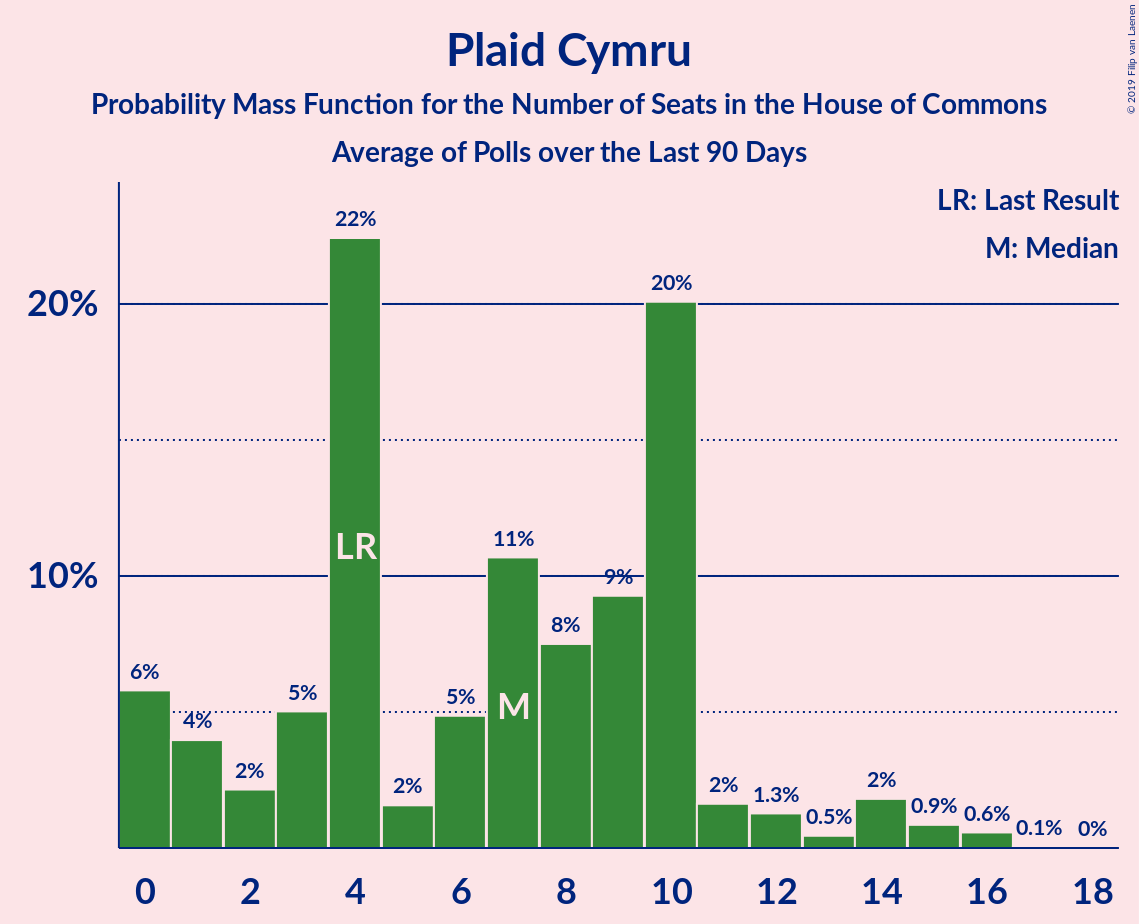 Plaid Cymru
Probability Mass Function for the Number of Seats in the House of Commons
Average of Polls over the Last 90 Days
© 2019 Filip van Laenen
LR: Last Result
M: Median
22%
20%
20%
11%
LR
10%
9%
8%
6%
5%
5%
M
4%
2%
2%
2%
1.3%
0.5%
2%
0.9%
0.6%
0.1%
0%
0 2 4 6 8 10 12 14 16 18